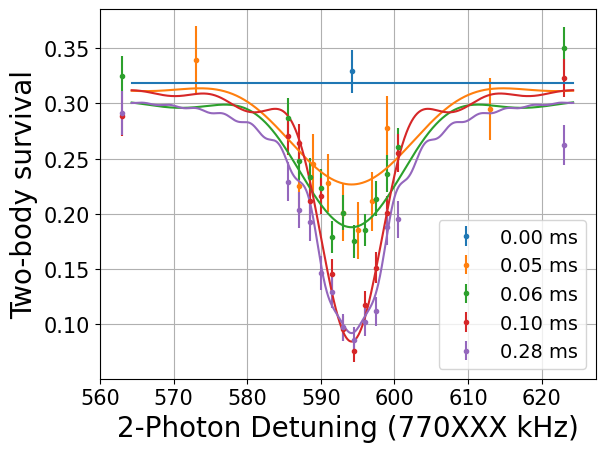 Two-body survival
0.35
0.30
0.25
0.20
0.15
0.10
560 570 580 590 600 610 620
2-Photon Detuning (770XXX kHz)
0.00 ms
0.05 ms
0.06 ms
0.10 ms
0.28 ms